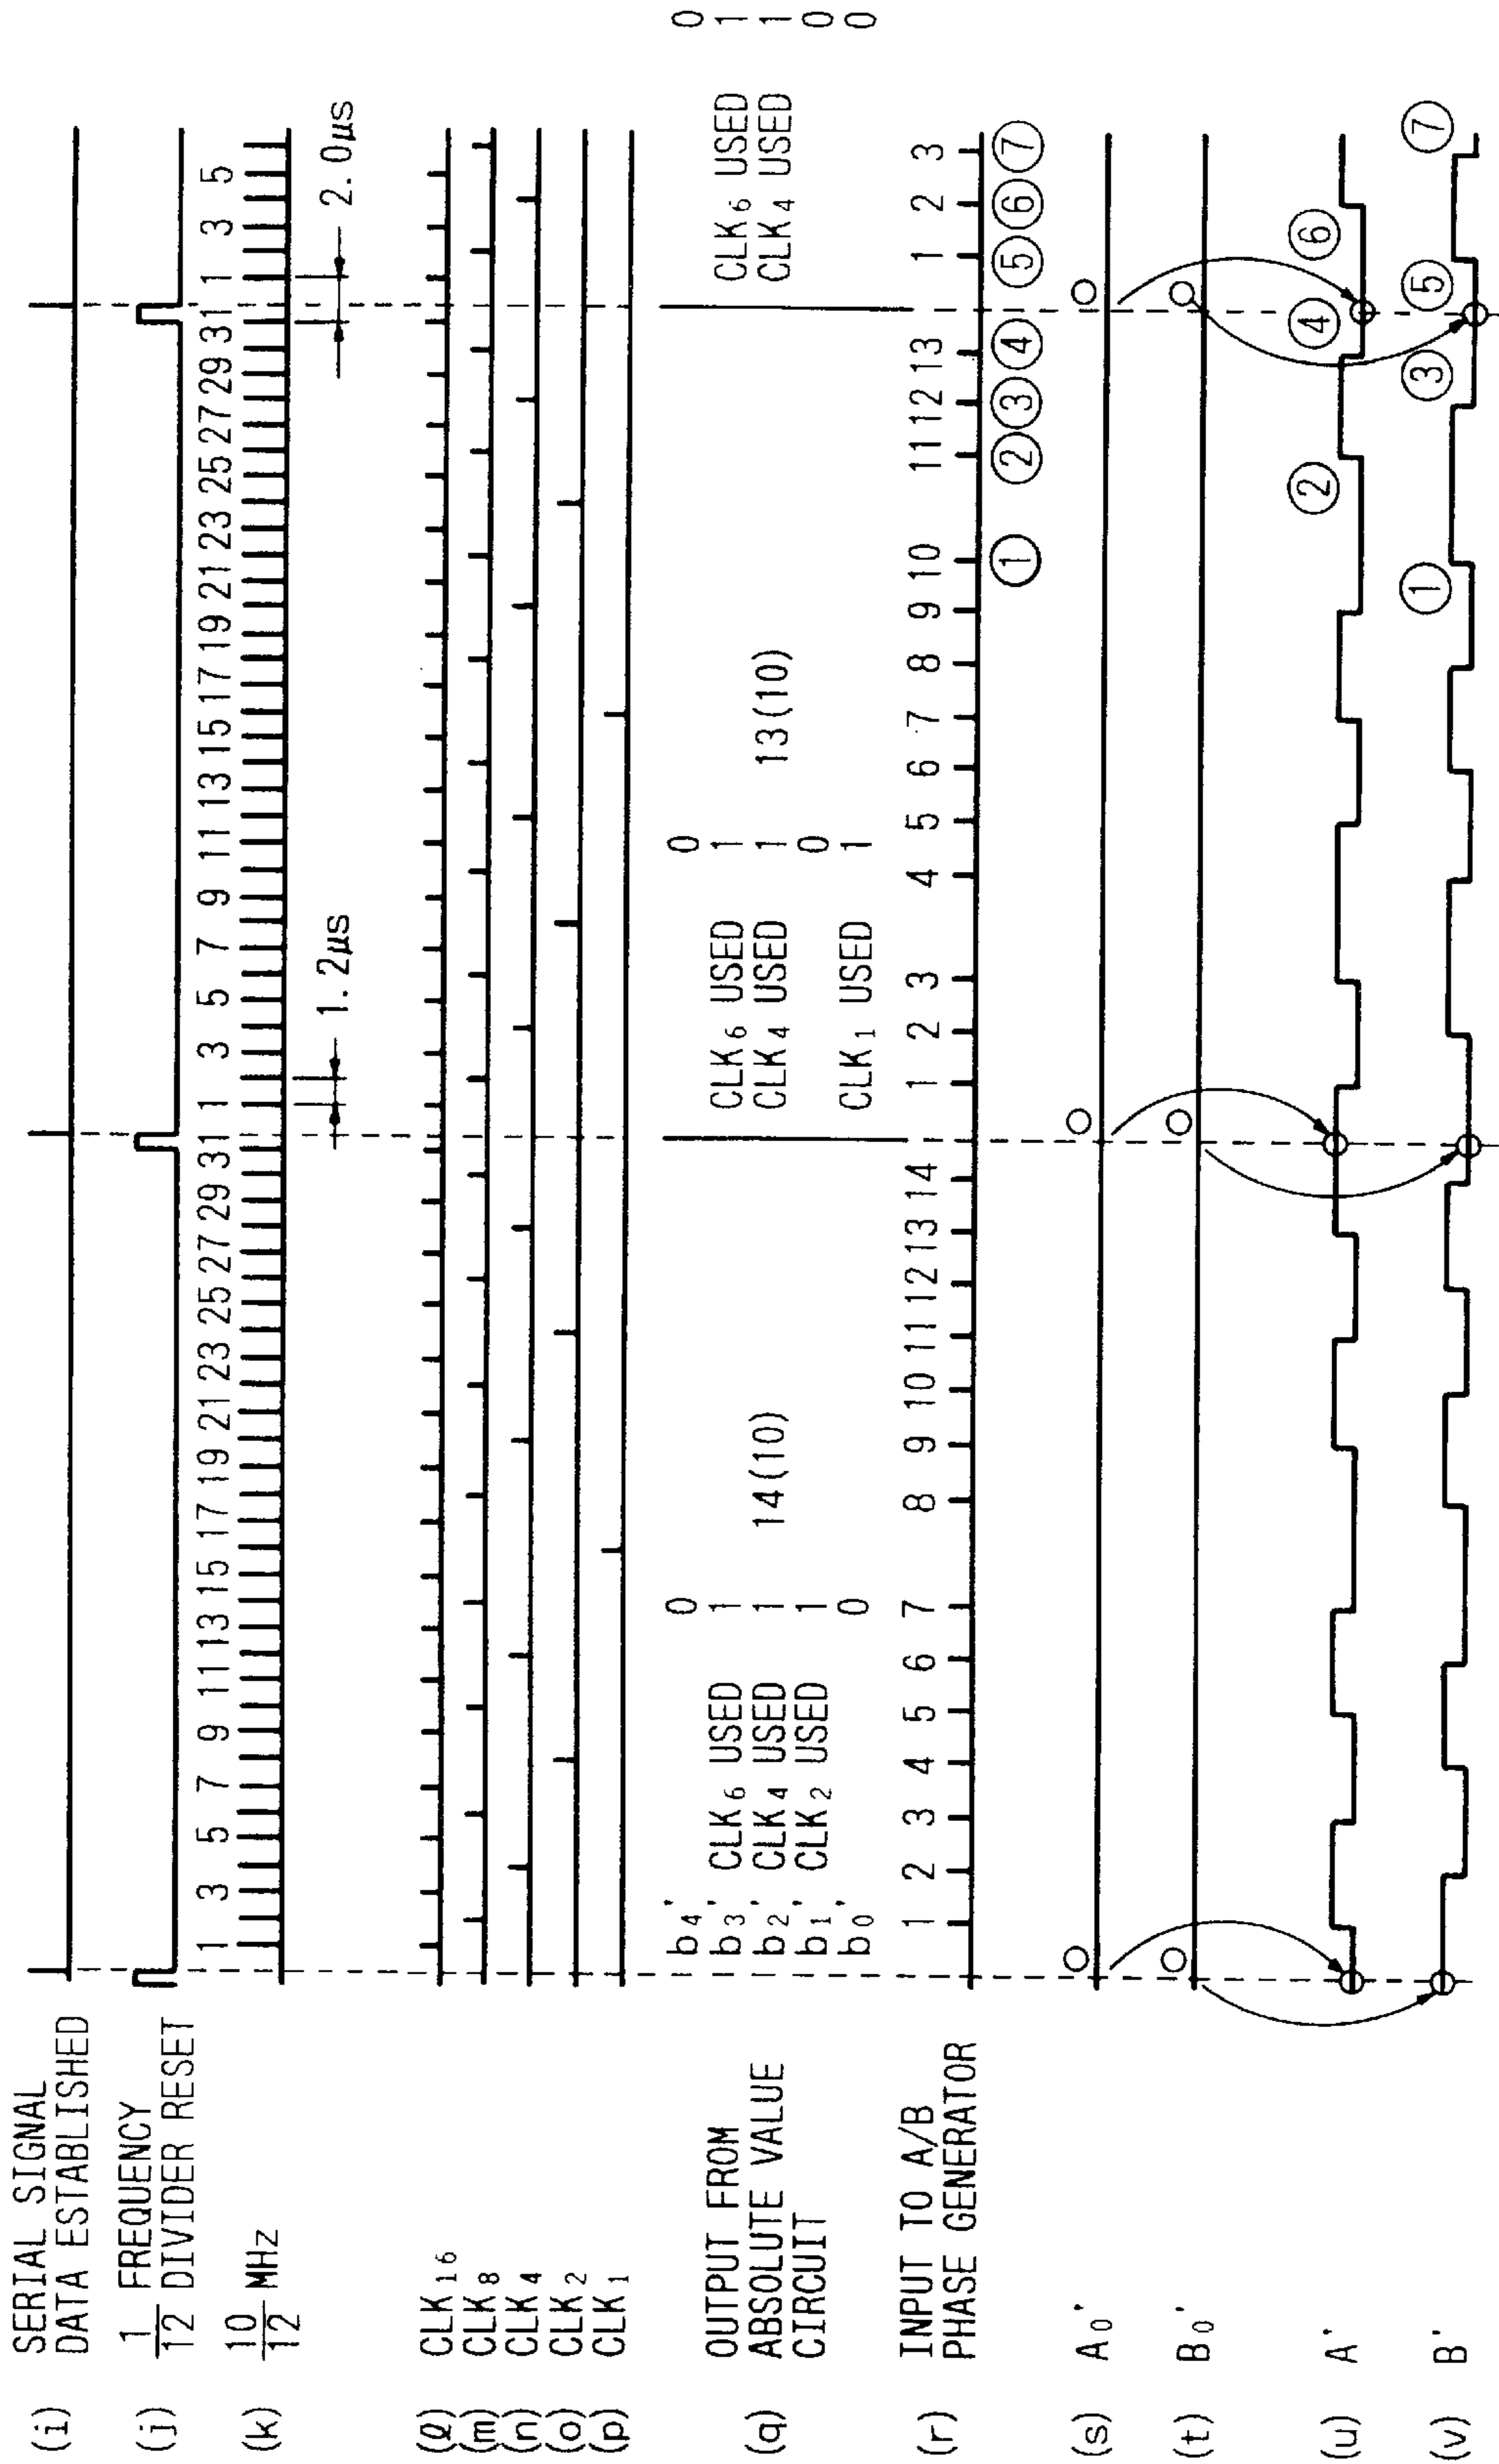 (i) SERIAL SIGNAL
DATA ESTABLISHED
(j) 1/12 FREQUENCY
DIVIDER RESET
(k) 10/12 MHz
1 3 5 7 9 11 13 15 17 19 21 23 25 27 29 31 1 3 5 7 9 11 13 15 17 19 21 23 25 27 29 31 1 3 5
1.2μs
2.0μs
(ℓ) CLK₁₆
(m) CLK₈
(n) CLK₄
(o) CLK₂
(p) CLK₁
(q) OUTPUT FROM
ABSOLUTE VALUE
CIRCUIT
b₄' 0 0 0
b₃' CLK₆ USED 1 CLK₆ USED 1 CLK₆ USED 1
b₂' CLK₄ USED 1 14(10) CLK₄ USED 1 13(10) CLK₄ USED 1
b₁' CLK₂ USED 1 0 0
b₀' 0 CLK₁ USED 1 0
(r) INPUT TO A/B
PHASE GENERATOR
1 2 3 4 5 6 7 8 9 10 11 12 13 14 1 2 3 4 5 6 7 8 9 10 11 12 13 1 2 3
① ② ③ ④ ⑤ ⑥ ⑦
(s) A₀' 0 0 0
(t) B₀' 0 0 0
(u) A' ② ④ ⑥
(v) B' ① ③ ⑤ ⑦